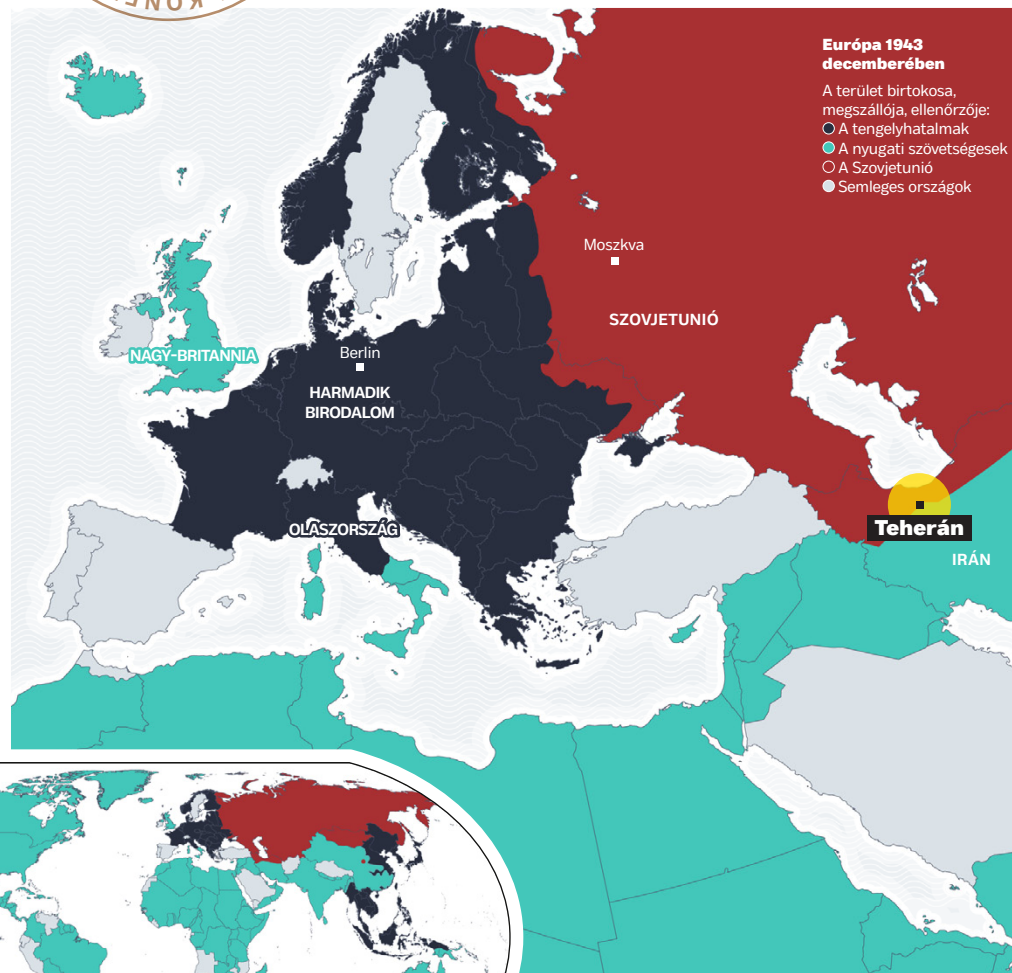 Európa 1943
decemberében
A terület birtokosa,
megszállója, ellenőrzője:
A tengelyhatalmak
A nyugati szövetségesek
A Szovjetunió
Semleges országok
Moszkva
SZOVJETUNIÓ
NAGY-BRITANNIA
Berlin
HARMADIK
BIRODALOM
OLASZORSZÁG
Teherán
IRÁN